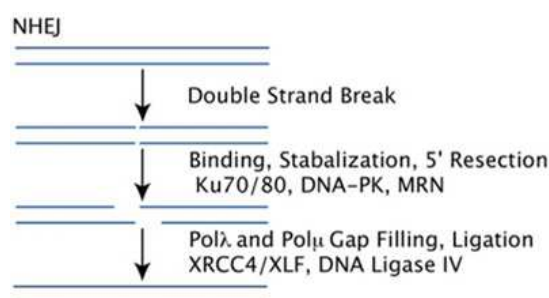 NHEJ
Double Strand Break
Binding, Stabalization, 5' Resection
Ku70/80, DNA-PK, MRN
Polλ and Polμ Gap Filling, Ligation
XRCC4/XLF, DNA Ligase IV